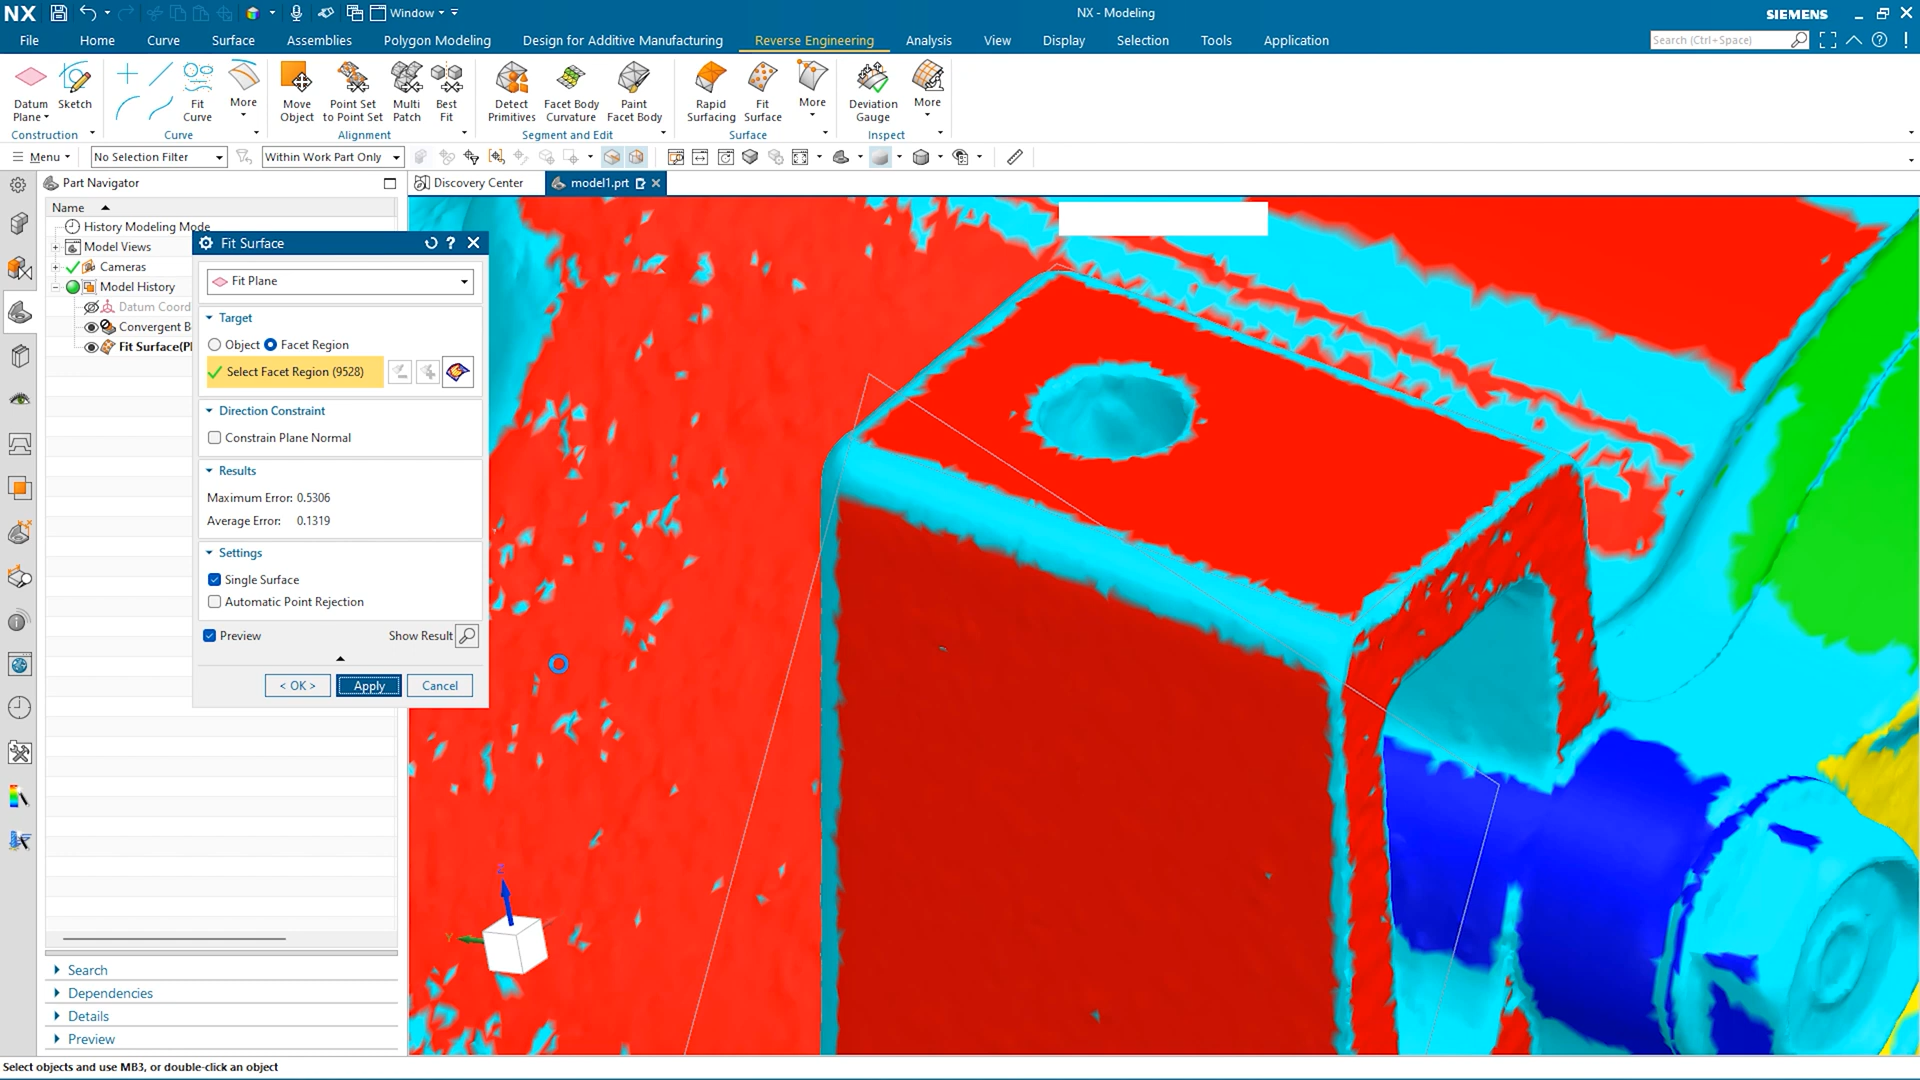 NX
Window
NX - Modeling
SIEMENS
File
Home
Curve
Surface
Assemblies
Polygon Modeling
Design for Additive Manufacturing
Reverse Engineering
Analysis
View
Display
Selection
Tools
Application
Search (Ctrl+Space)
Datum
Plane
Sketch
Fit
Curve
More
Move
Object
Point Set
to Point Set
Multi
Patch
Best
Fit
Detect
Primitives
Facet Body
Curvature
Paint
Facet Body
Rapid
Surfacing
Fit
Surface
More
Deviation
Gauge
More
Construction
Curve
Alignment
Segment and Edit
Surface
Inspect
Menu
No Selection Filter
Within Work Part Only
Part Navigator
Discovery Center
model1.prt
Name
History Modeling Mode
Model Views
Cameras
Model History
Datum Coord
Convergent B
Fit Surface(Pl
Fit Surface
Fit Plane
Target
Object
Facet Region
Select Facet Region (9528)
Direction Constraint
Constrain Plane Normal
Results
Maximum Error: 0.5306
Average Error: 0.1319
Settings
Single Surface
Automatic Point Rejection
Preview
Show Result
< OK >
Apply
Cancel
Z
Y
Search
Dependencies
Details
Preview
Select objects and use MB3, or double-click an object